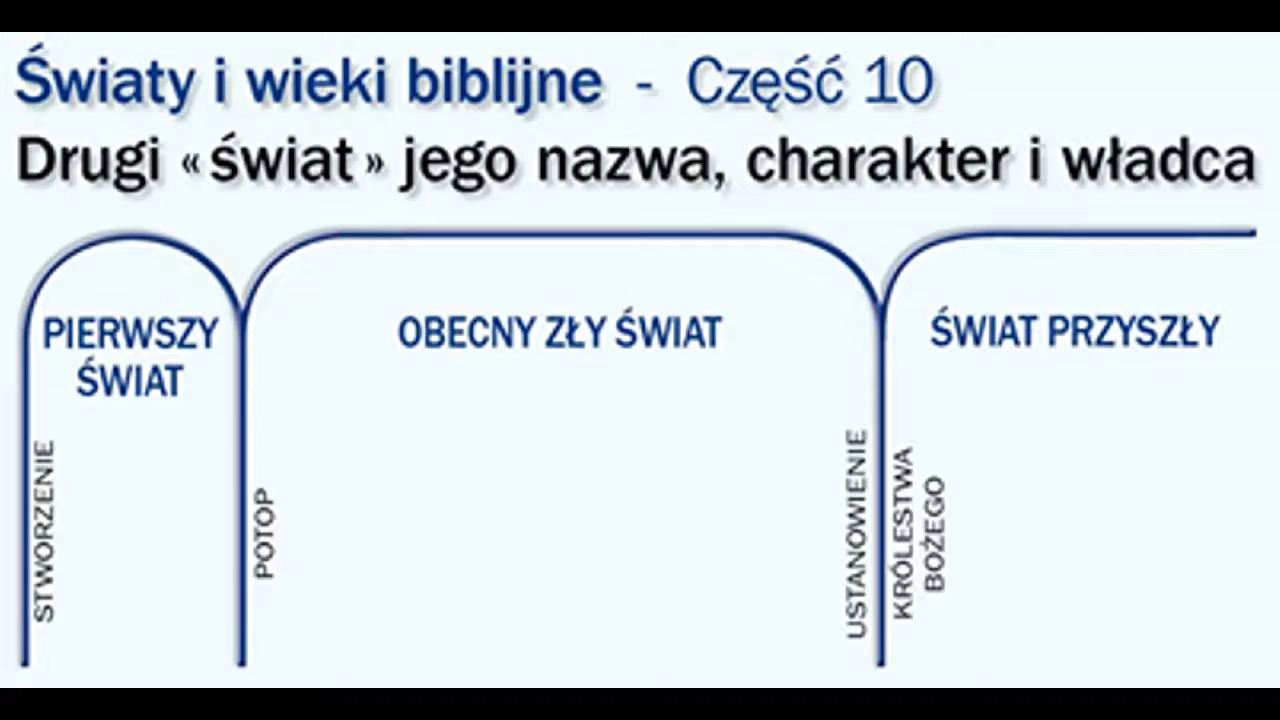 Światy i wieki biblijne - Część 10
Drugi «świat» jego nazwa, charakter i władca
PIERWSZY
ŚWIAT
OBECNY ZŁY ŚWIAT
ŚWIAT PRZYSZŁY
STWORZENIE
POTOP
USTANOWIENIE
KRÓLESTWA
BOŻEGO